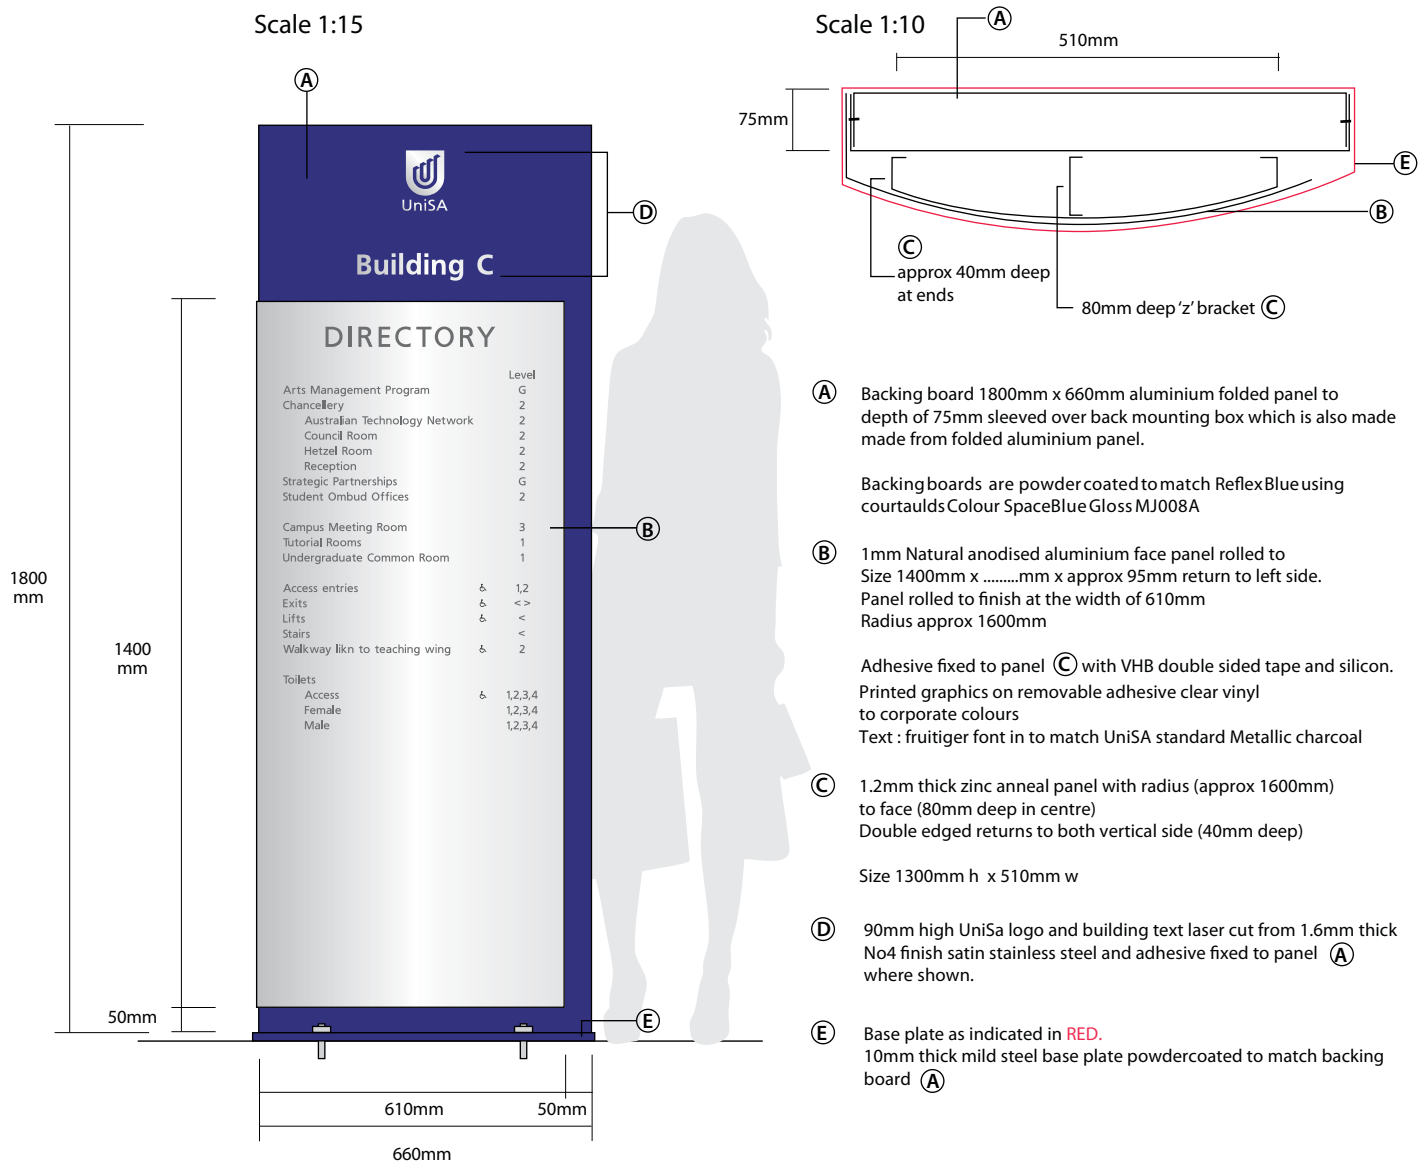 Scale 1:15
A
UniSA
D
Building C
1800
mm
1400
mm
50mm
DIRECTORY
Level
Arts Management Program G
Chancellery 2
Australian Technology Network 2
Council Room 2
Hetzel Room 2
Reception 2
Strategic Partnerships G
Student Ombud Offices 2
Campus Meeting Room 3
Tutorial Rooms 1
Undergraduate Common Room 1
B
Access entries ♿ 1,2
Exits ♿ < >
Lifts ♿ <
Stairs <
Walkway likn to teaching wing ♿ 2
Toilets
Access ♿ 1,2,3,4
Female 1,2,3,4
Male 1,2,3,4
E
610mm
50mm
660mm
Scale 1:10
A
510mm
75mm
E
B
C
approx 40mm deep
at ends
80mm deep 'z' bracket C
A Backing board 1800mm x 660mm aluminium folded panel to
depth of 75mm sleeved over back mounting box which is also made
made from folded aluminium panel.
Backing boards are powder coated to match Reflex Blue using
courtaulds Colour Space Blue Gloss MJ008A
B 1mm Natural anodised aluminium face panel rolled to
Size 1400mm x .........mm x approx 95mm return to left side.
Panel rolled to finish at the width of 610mm
Radius approx 1600mm
Adhesive fixed to panel C with VHB double sided tape and silicon.
Printed graphics on removable adhesive clear vinyl
to corporate colours
Text : fruitiger font in to match UniSA standard Metallic charcoal
C 1.2mm thick zinc anneal panel with radius (approx 1600mm)
to face (80mm deep in centre)
Double edged returns to both vertical side (40mm deep)
Size 1300mm h x 510mm w
D 90mm high UniSa logo and building text laser cut from 1.6mm thick
No4 finish satin stainless steel and adhesive fixed to panel A
where shown.
E Base plate as indicated in RED.
10mm thick mild steel base plate powdercoated to match backing
board A